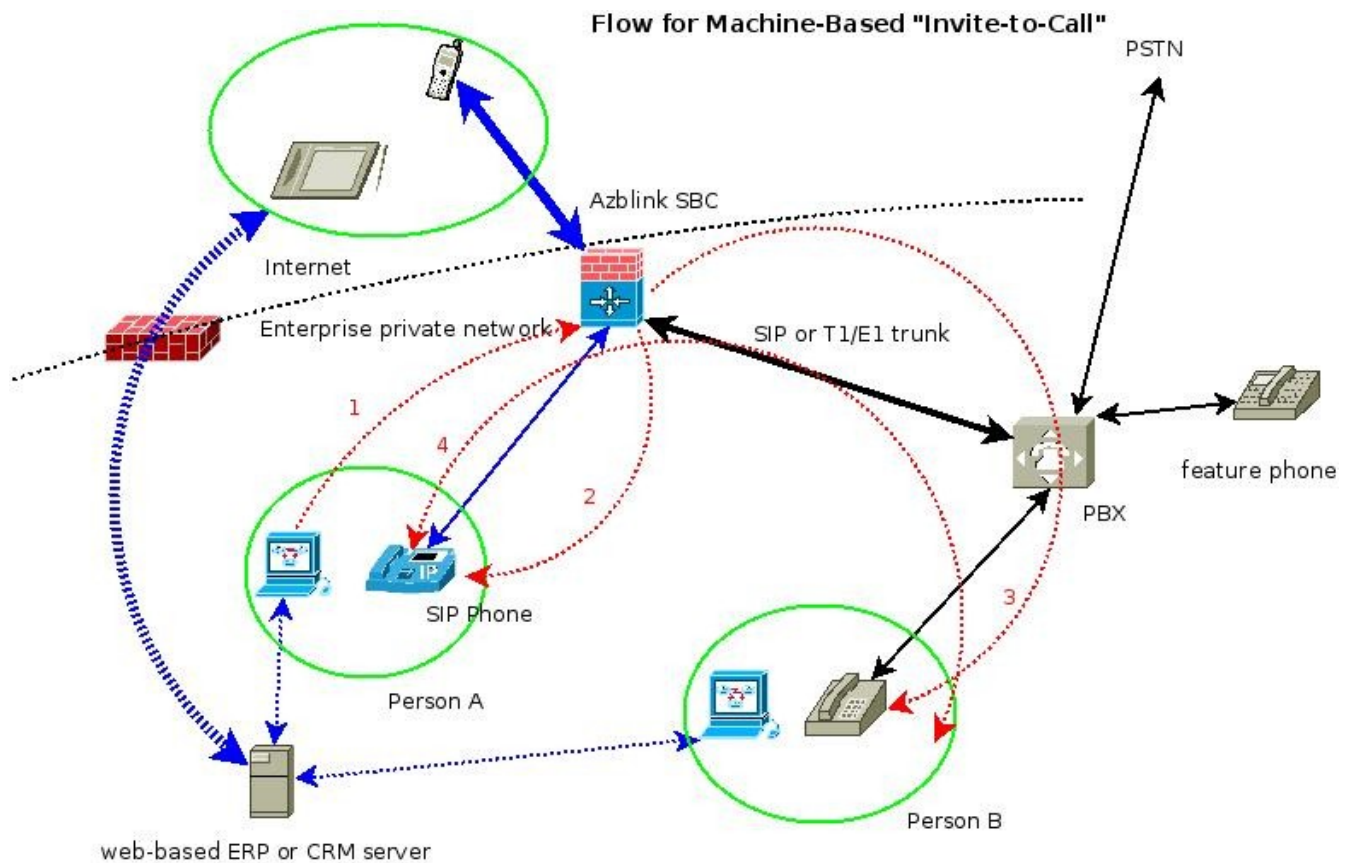 Flow for Machine-Based "Invite-to-Call"
PSTN
Azblink SBC
Internet
Enterprise private network
SIP or T1/E1 trunk
1
4
2
feature phone
PBX
IP
SIP Phone
3
Person A
Person B
web-based ERP or CRM server